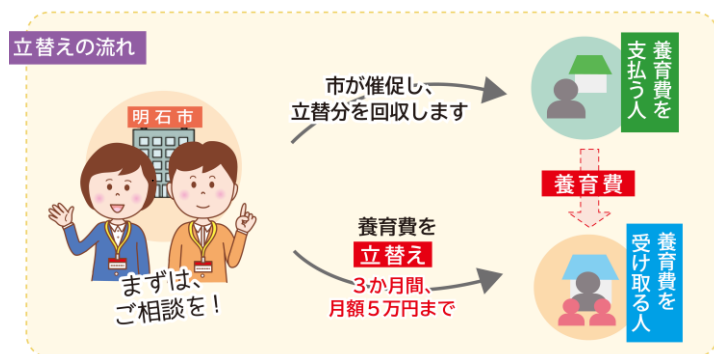 立替えの流れ
明石市
まずは、
ご相談を!
市が催促し、
立替分を回収します
養育費を
支払う人
養育費
養育費を
立替え
3か月間、
月額5万円まで
養育費を
受け取る人